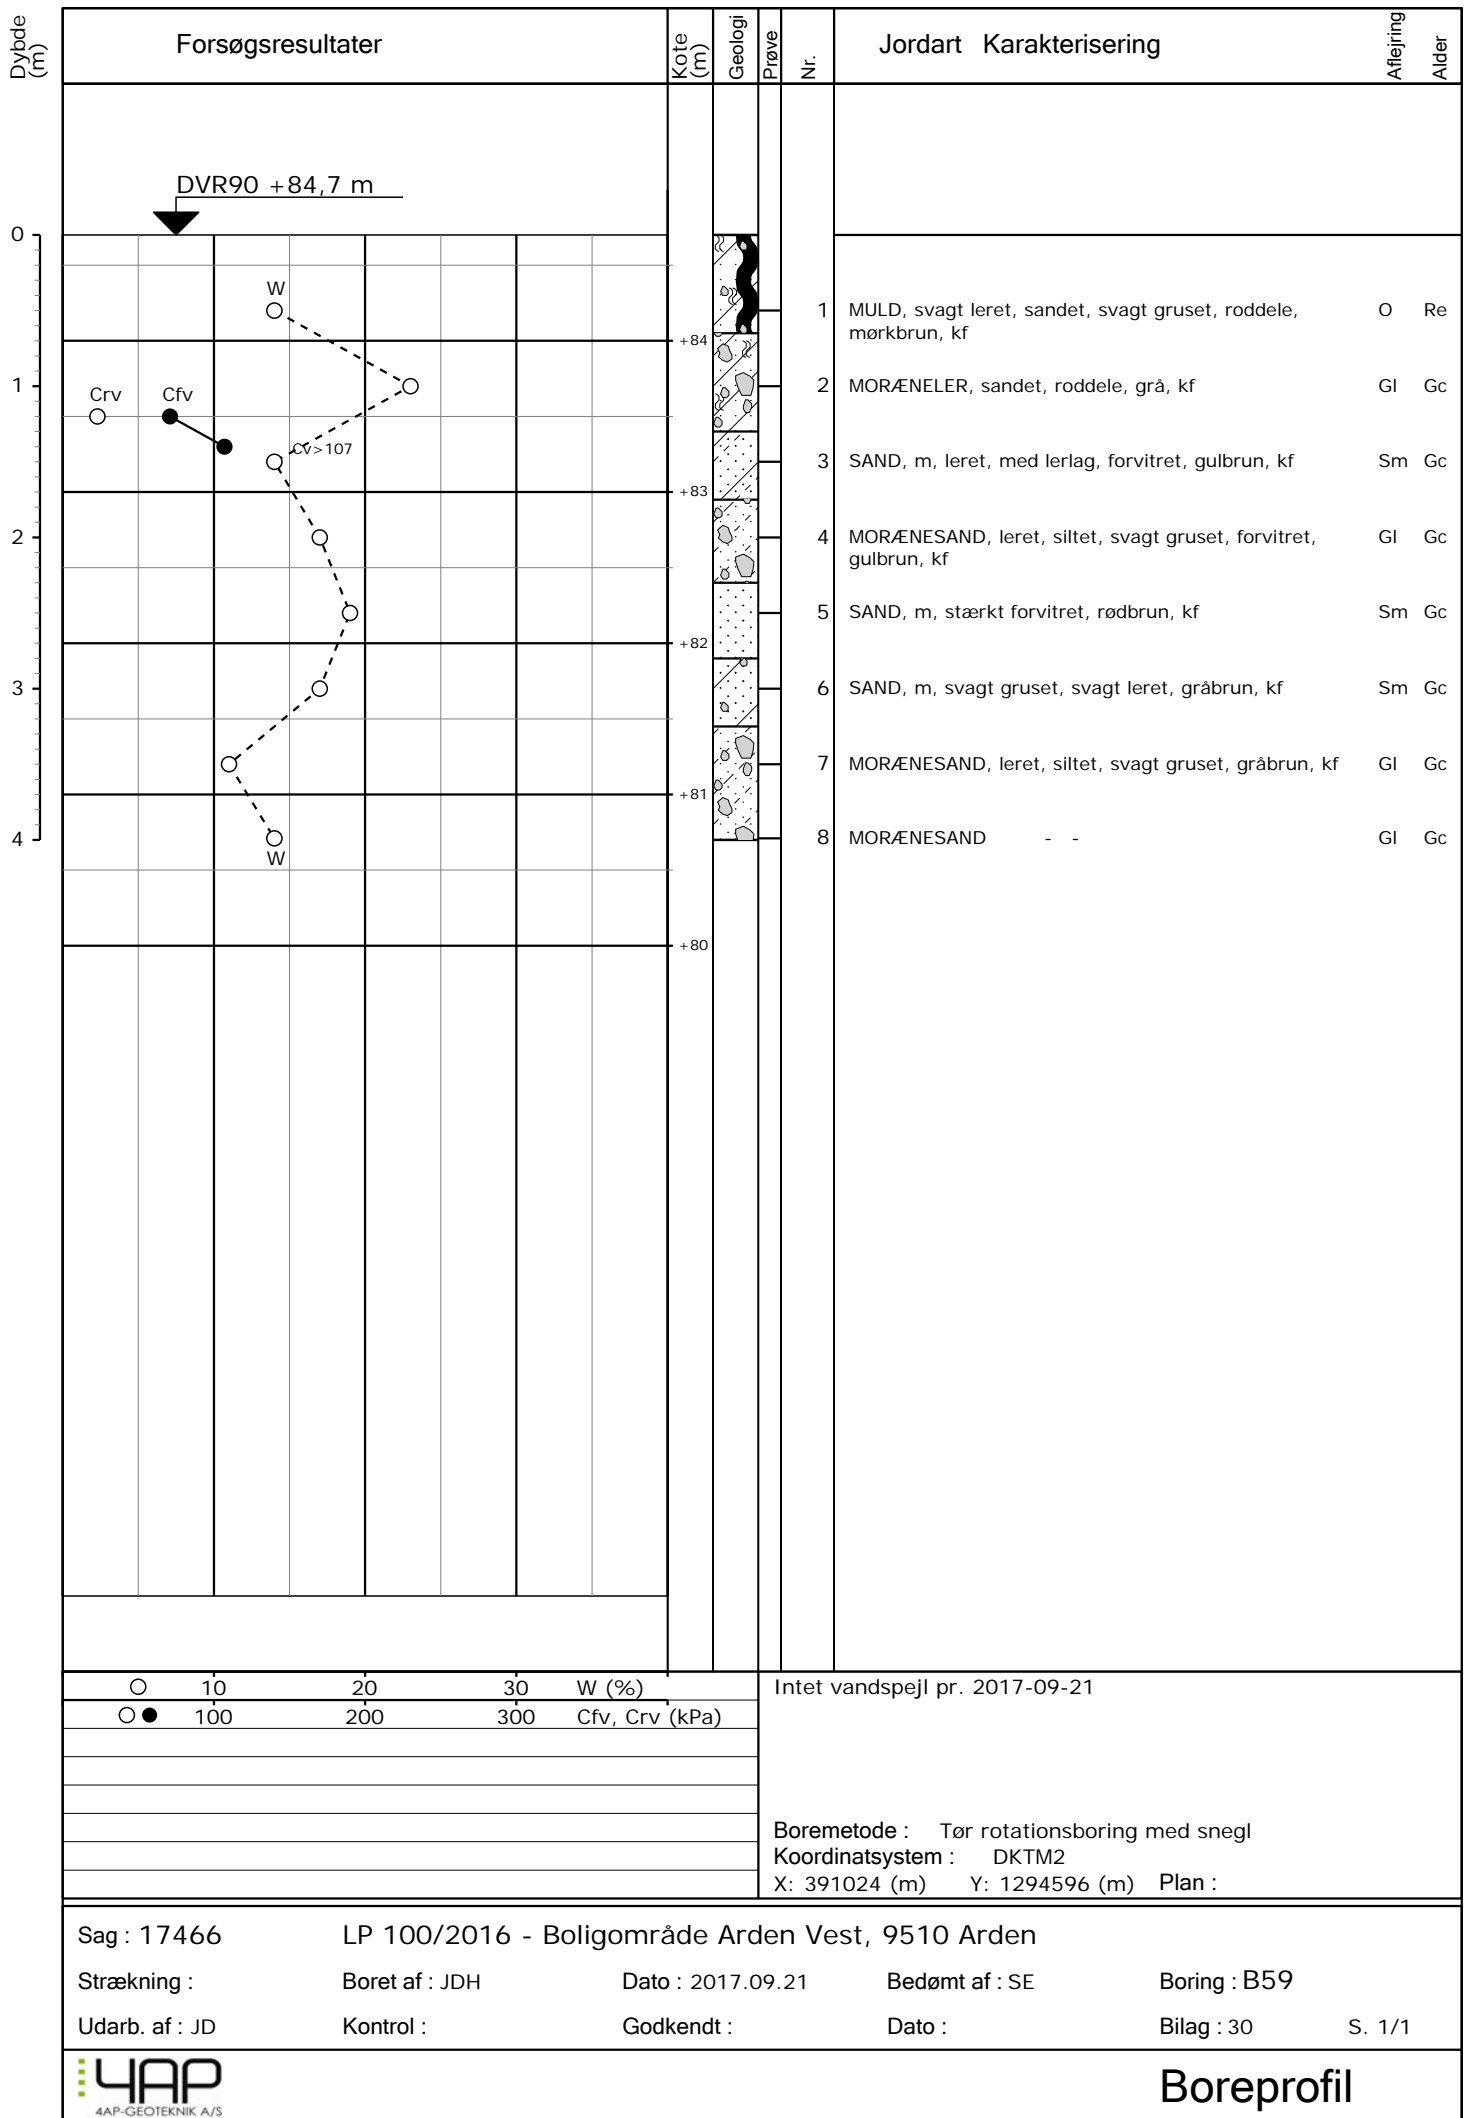 Dybde (m)
Forsøgsresultater
Kote (m)
Geologi
Prøve
Nr.
Jordart Karakterisering
Aflejring
Alder
DVR90 +84,7 m
0
W
1 MULD, svagt leret, sandet, svagt gruset, roddele, O Re
mørkbrun, kf
+84
1
Crv Cfv
2 MORÆNELER, sandet, roddele, grå, kf Gl Gc
Cv>107
3 SAND, m, leret, med lerlag, forvitret, gulbrun, kf Sm Gc
+83
2
4 MORÆNESAND, leret, siltet, svagt gruset, forvitret, Gl Gc
gulbrun, kf
5 SAND, m, stærkt forvitret, rødbrun, kf Sm Gc
+82
3
6 SAND, m, svagt gruset, svagt leret, gråbrun, kf Sm Gc
7 MORÆNESAND, leret, siltet, svagt gruset, gråbrun, kf Gl Gc
+81
4
8 MORÆNESAND - - Gl Gc
W
+80
10 20 30 W (%)
100 200 300 Cfv, Crv (kPa)
Intet vandspejl pr. 2017-09-21
Boremetode : Tør rotationsboring med snegl
Koordinatsystem : DKTM2
X: 391024 (m) Y: 1294596 (m) Plan :
Sag : 17466 LP 100/2016 - Boligområde Arden Vest, 9510 Arden
Strækning : Boret af : JDH Dato : 2017.09.21 Bedømt af : SE Boring : B59
Udarb. af : JD Kontrol : Godkendt : Dato : Bilag : 30 S. 1/1
4AP
4AP-GEOTEKNIK A/S
Boreprofil